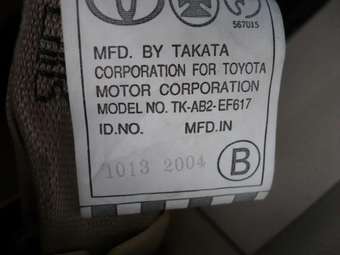 567015
MFD. BY TAKATA
CORPORATION FOR TOYOTA
MOTOR CORPORATION
MODEL NO. TK-AB2-EF617
ID.NO. MFD.IN
1013 2004 B